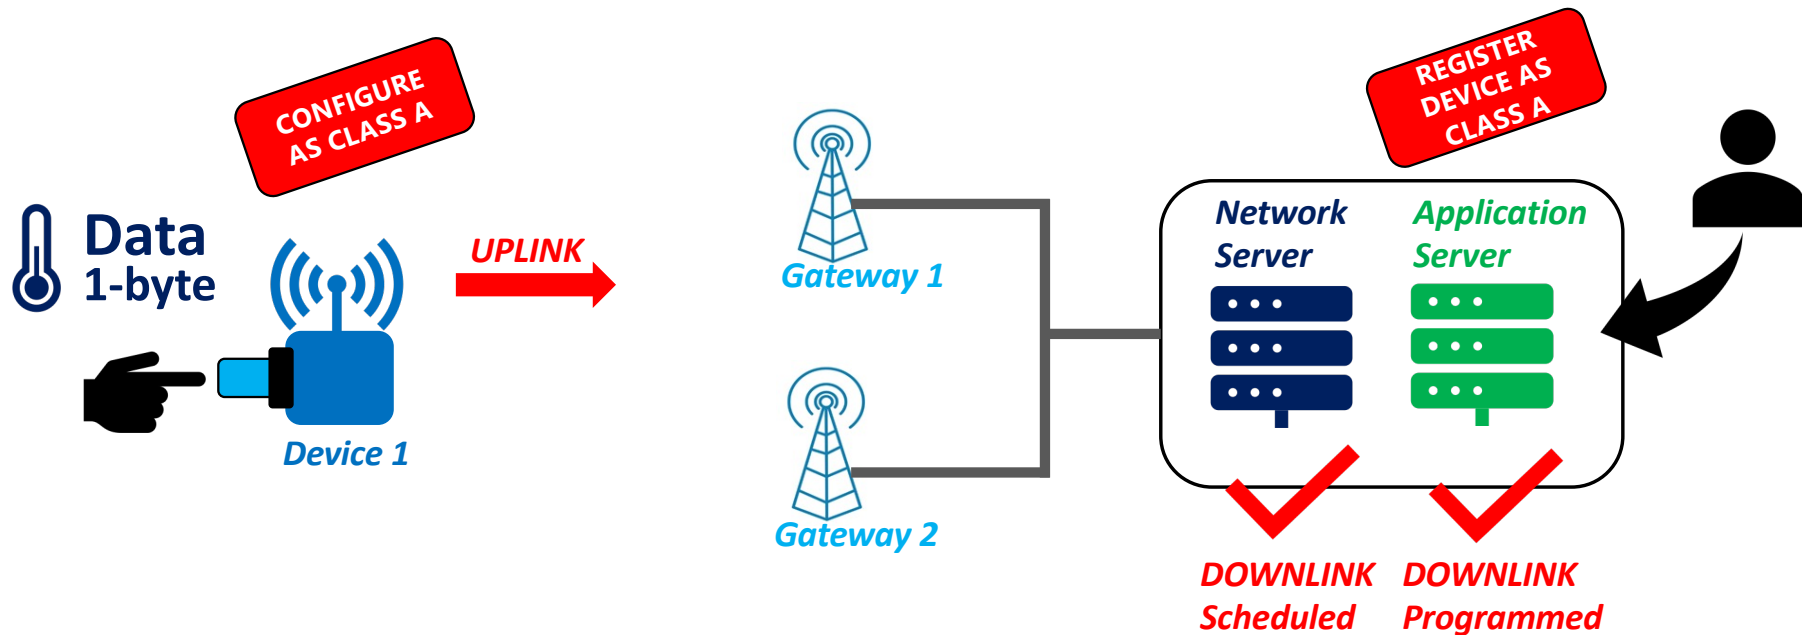 CONFIGURE
AS CLASS A
REGISTER
DEVICE AS
CLASS A
Data
1-byte
UPLINK
Device 1
Gateway 1
Gateway 2
Network
Server
Application
Server
DOWNLINK
Scheduled
DOWNLINK
Programmed